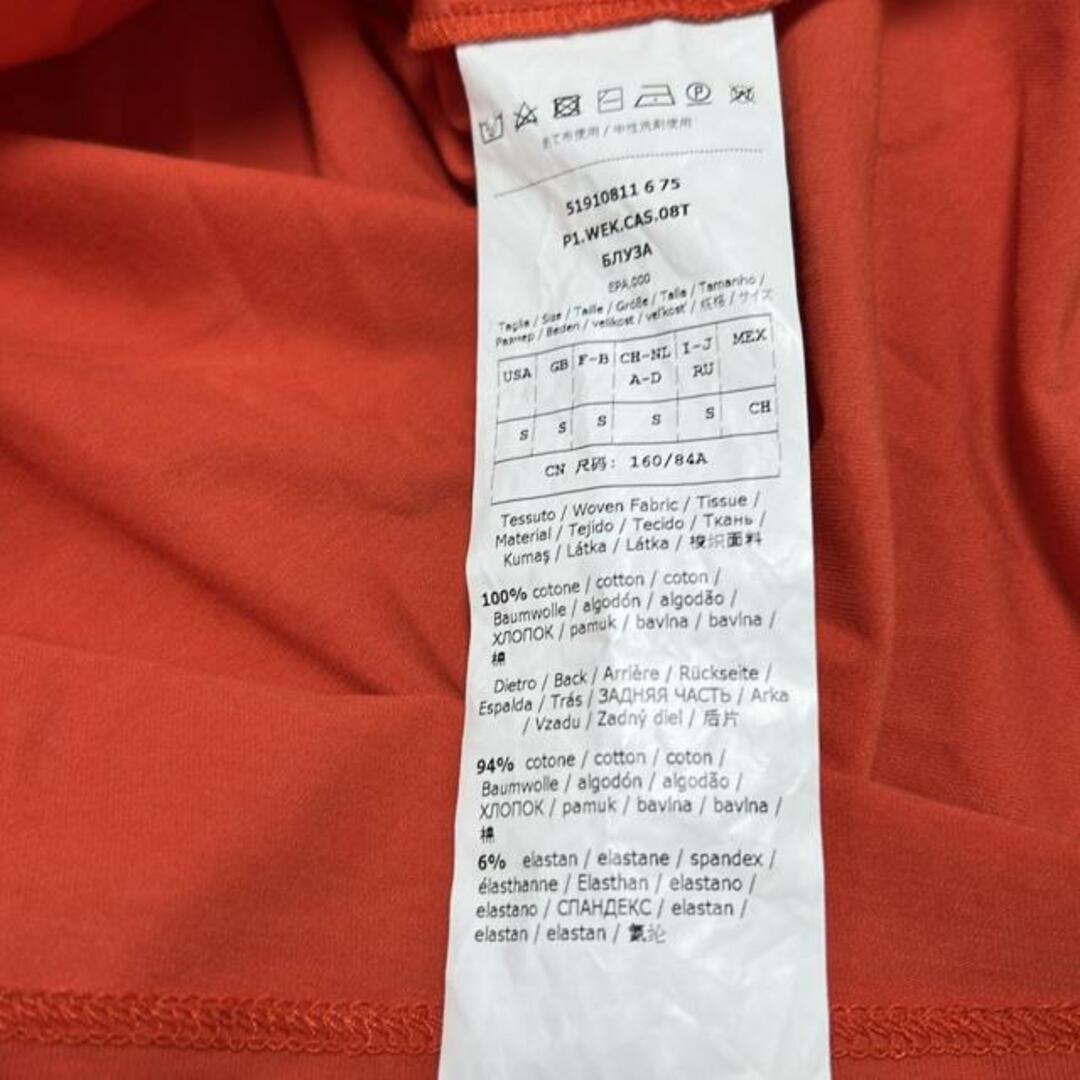 あて布使用 / 中性洗剤使用
51910811 6 75
P1.WEK.CAS.08T
БЛУЗА
EPA.000
Taglia / Size / Taille / Größe / Talla / Tamanho /
Размер / Beden / velikost / veľkosť / 规格 / サイズ
USA GB F-B CH-NL I-J MEX
A-D RU
S S S S S CH
CN 尺码: 160/84A
Tessuto / Woven Fabric / Tissue /
Material / Tejido / Tecido / Ткань /
Kumaş / Látka / Látka / 梭织面料
100% cotone / cotton / coton /
Baumwolle / algodón / algodão /
ХЛОПОК / pamuk / bavlna / bavlna /
棉
Dietro / Back / Arrière / Rückseite /
Espalda / Trás / ЗАДНЯЯ ЧАСТЬ / Arka
/ Vzadu / Zadný diel / 后片
94% cotone / cotton / coton /
Baumwolle / algodón / algodão /
ХЛОПОК / pamuk / bavlna / bavlna /
棉
6% elastan / elastane / spandex /
élasthanne / Elasthan / elastano /
elastano / СПАНДЕКС / elastan /
elastan / elastan / 氨纶